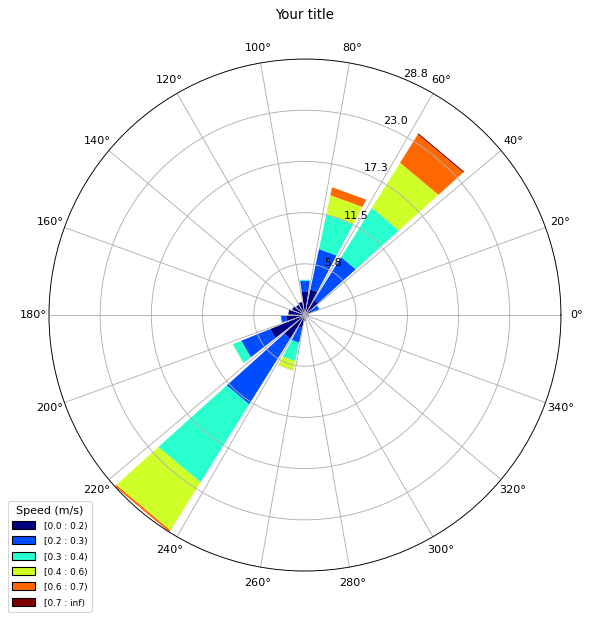 Your title
100°
80°
28.8
120°
60°
23.0
140°
40°
17.3
11.5
160°
20°
5.8
180°
0°
200°
340°
220°
320°
240°
300°
260°
280°
Speed (m/s)
[0.0 : 0.2)
[0.2 : 0.3)
[0.3 : 0.4)
[0.4 : 0.6)
[0.6 : 0.7)
[0.7 : inf)